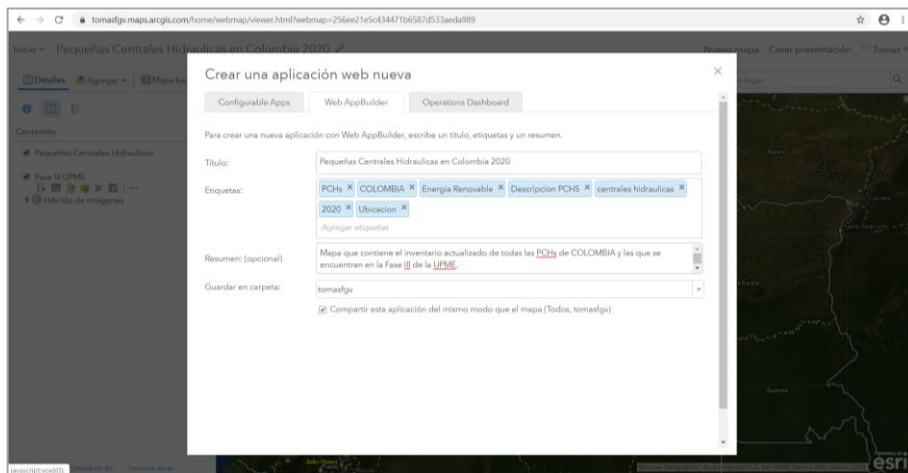 tomasfgv.maps.arcgis.com/home/webmap/viewer.html?webmap=256ee21e5c434471b6587d533aeda989
Inicio Pequeñas Centrales Hidraulicas en Colombia 2020 Nuevo mapa Crear presentación Tomas
Detalles Agregar Mapa ba
Contenido
Pequeñas Centrales Hidraulicas
Fase III UPME
Híbrido de imágenes
Crear una aplicación web nueva
Configurable Apps Web AppBuilder Operations Dashboard
Para crear una nueva aplicación con Web AppBuilder, escribe un título, etiquetas y un resumen.
Título: Pequeñas Centrales Hidraulicas en Colombia 2020
Etiquetas: PCHs COLOMBIA Energia Renovable Descripcion PCHS centrales hidraulicas
2020 Ubicacion
Agregar etiquetas
Resumen: (opcional) Mapa que contiene el inventario actualizado de todas las PCHs de COLOMBIA y las que se
encuentran en la Fase III de la UPME.
Guardar en carpeta: tomasfgv
Compartir esta aplicación del mismo modo que el mapa (Todos, tomasfgv)
javascript:void(0)
esri